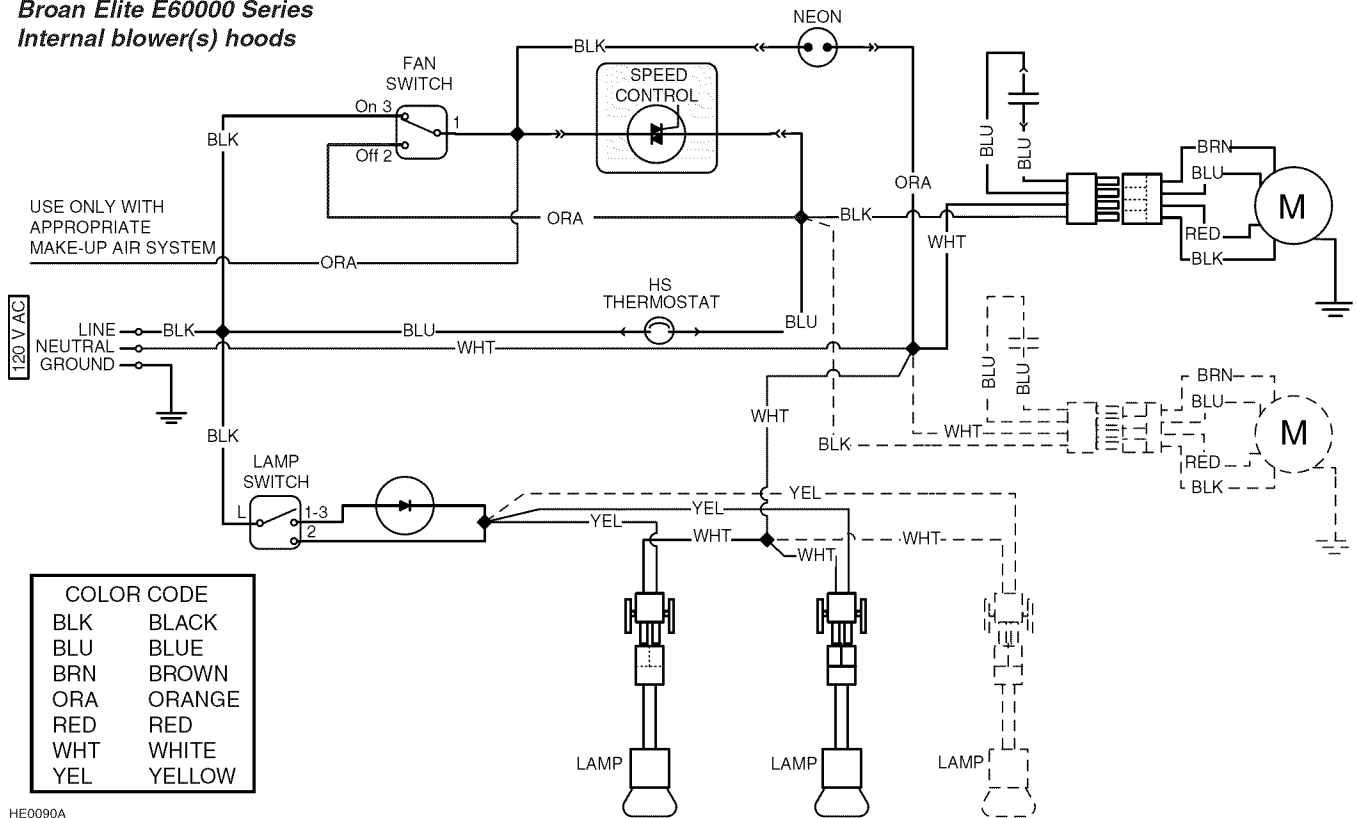 Broan Elite E60000 Series
Internal blower(s) hoods
NEON
BLK
FAN
SWITCH
SPEED
CONTROL
On 3
1
Off 2
BLK
BLU
BLU
BRN
BLU
M
RED
BLK
ORA
USE ONLY WITH
APPROPRIATE
MAKE-UP AIR SYSTEM
ORA
BLK
WHT
ORA
HS
THERMOSTAT
120 V AC
LINE
BLK
BLU
BLU
NEUTRAL
WHT
GROUND
BLU
BLU
BRN
BLU
M
RED
BLK
WHT
BLK
WHT
BLK
LAMP
SWITCH
L
1-3
2
YEL
YEL
YEL
WHT
WHT
WHT
COLOR CODE
BLK BLACK
BLU BLUE
BRN BROWN
ORA ORANGE
RED RED
WHT WHITE
YEL YELLOW
LAMP
LAMP
LAMP
HE0090A